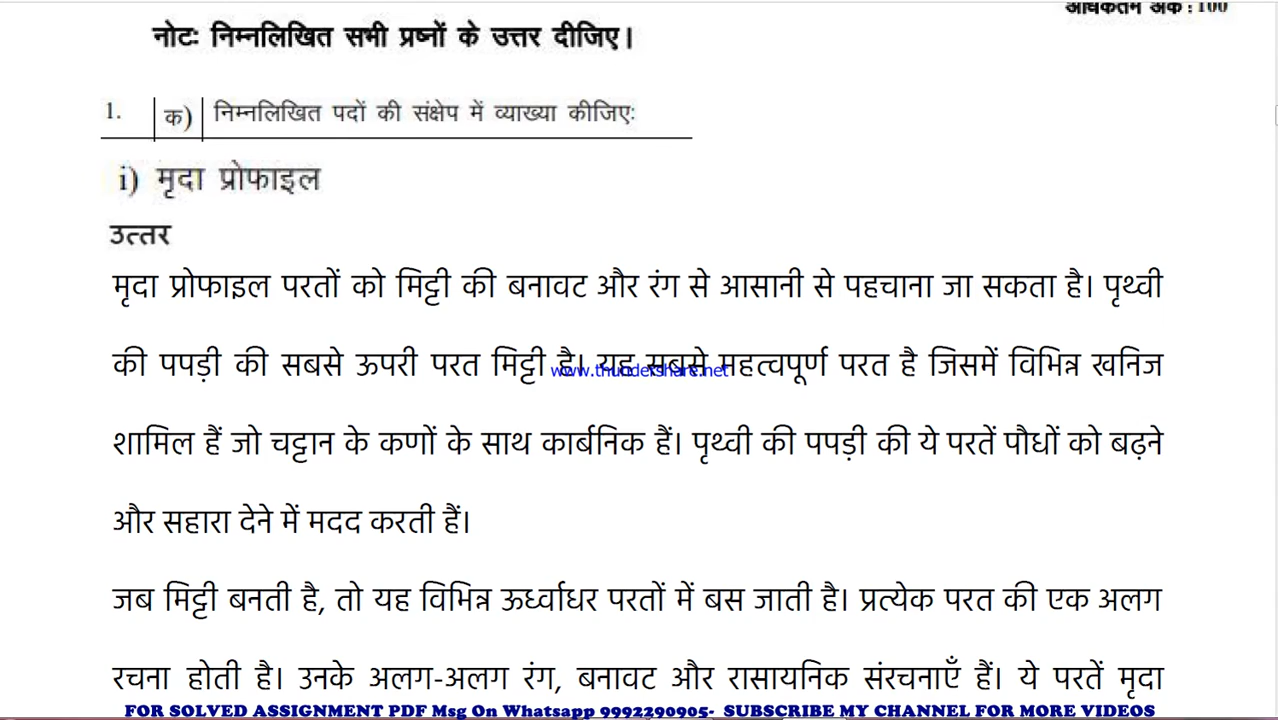 अधिकतम अंक : 100
नोटः निम्नलिखित सभी प्रष्नों के उत्तर दीजिए।
1. क) निम्नलिखित पदों की संक्षेप में व्याख्या कीजिएः
i) मृदा प्रोफाइल
उत्तर
मृदा प्रोफाइल परतों को मिट्टी की बनावट और रंग से आसानी से पहचाना जा सकता है। पृथ्वी
की पपड़ी की सबसे ऊपरी परत मिट्टी है। यह सबसे महत्वपूर्ण परत है जिसमें विभिन्न खनिज
www.thundershare.net
शामिल हैं जो चट्टान के कणों के साथ कार्बनिक हैं। पृथ्वी की पपड़ी की ये परतें पौधों को बढ़ने
और सहारा देने में मदद करती हैं।
जब मिट्टी बनती है, तो यह विभिन्न ऊर्ध्वाधर परतों में बस जाती है। प्रत्येक परत की एक अलग
रचना होती है। उनके अलग-अलग रंग, बनावट और रासायनिक संरचनाएँ हैं। ये परतें मृदा
FOR SOLVED ASSIGNMENT PDF Msg On Whatsapp 9992290905- SUBSCRIBE MY CHANNEL FOR MORE VIDEOS